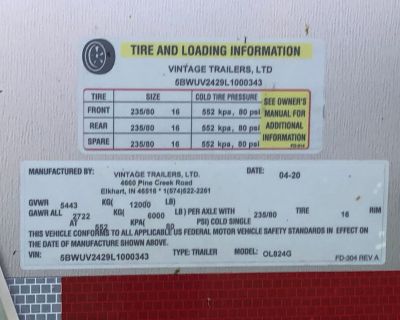 TIRE AND LOADING INFORMATION
VINTAGE TRAILERS, LTD
5BWUV2429L1000343
TIRE SIZE COLD TIRE PRESSURE
FRONT 235/80 16 552 kpa, 80 psi
REAR 235/80 16 552 kpa, 80 psi
SPARE 235/80 16 552 kpa, 80 psi
SEE OWNER'S
MANUAL FOR
ADDITIONAL
INFORMATION
MANUFACTURED BY: VINTAGE TRAILERS, LTD. DATE: 04-20
4660 Pine Creek Road
Elkhart, IN 46516 * 1(574)522-2261
GVWR 5443 KG( 12000 LB)
GAWR ALL 2722 KG( 6000 LB) PER AXLE WITH 235/80 TIRE 16 RIM
AT 552 KPA( 80 PSI) COLD SINGLE
THIS VEHICLE CONFORMS TO ALL APPLICABLE US FEDERAL MOTOR VEHICLE SAFETY STANDARDS IN EFFECT ON
THE DATE OF MANUFACTURE SHOWN ABOVE.
VIN: 5BWUV2429L1000343 TYPE: TRAILER MODEL: OL824G
FD-304 REV A